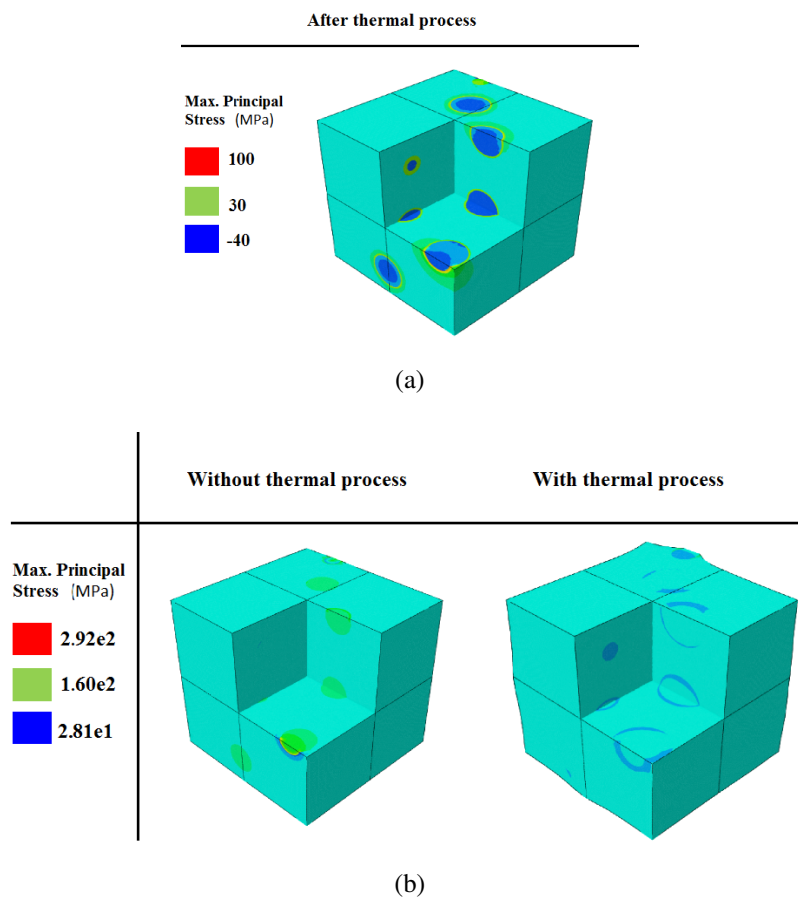 After thermal process
Max. Principal
Stress (MPa)
100
30
-40
(a)
Without thermal process
With thermal process
Max. Principal
Stress (MPa)
2.92e2
1.60e2
2.81e1
(b)